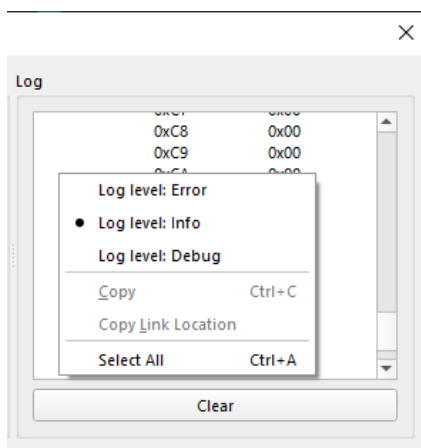 Log
0xC8 0x00
0xC9 0x00
Log level: Error
Log level: Info
Log level: Debug
Copy Ctrl+C
Copy Link Location
Select All Ctrl+A
Clear